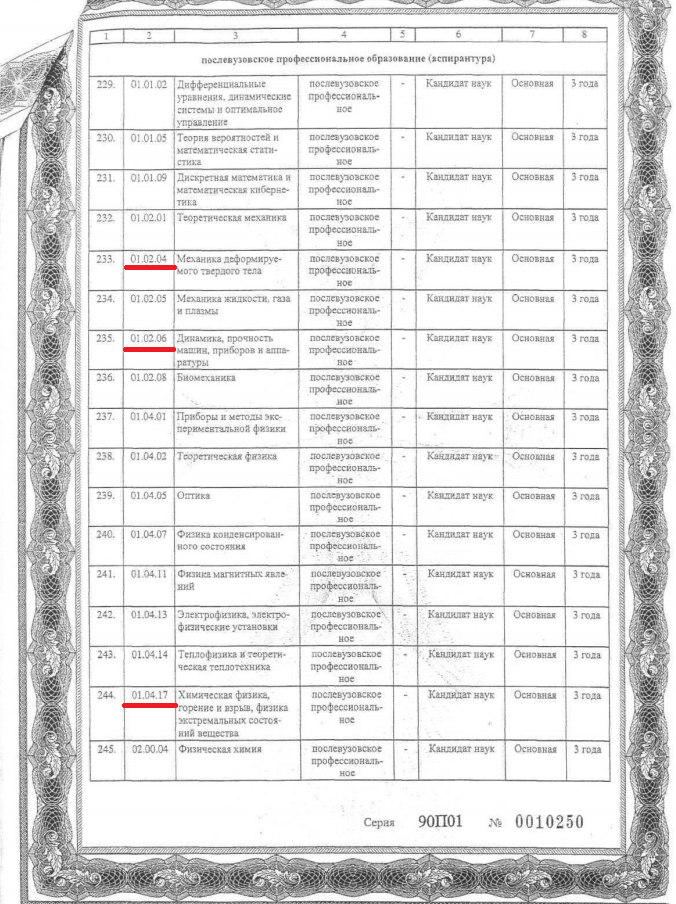 1 2 3 4 5 6 7 8
послевузовское профессиональное образование (аспирантура)
229. 01.01.02 Дифференциальные послевузовское - Кандидат наук Основная 3 года
уравнения, динамические профессиональ-
системы и оптимальное ное
управление
230. 01.01.05 Теория вероятностей и послевузовское - Кандидат наук Основная 3 года
математическая стати- профессиональ-
стика ное
231. 01.01.09 Дискретная математика и послевузовское - Кандидат наук Основная 3 года
математическая киберне- профессиональ-
тика ное
232. 01.02.01 Теоретическая механика послевузовское - Кандидат наук Основная 3 года
профессиональ-
ное
233. 01.02.04 Механика деформируе- послевузовское - Кандидат наук Основная 3 года
мого твердого тела профессиональ-
ное
234. 01.02.05 Механика жидкости, газа послевузовское - Кандидат наук Основная 3 года
и плазмы профессиональ-
ное
235. 01.02.06 Динамика, прочность послевузовское - Кандидат наук Основная 3 года
машин, приборов и аппа- профессиональ-
ратуры ное
236. 01.02.08 Биомеханика послевузовское - Кандидат наук Основная 3 года
профессиональ-
ное
237. 01.04.01 Приборы и методы экс- послевузовское - Кандидат наук Основная 3 года
периментальной физики профессиональ-
ное
238. 01.04.02 Теоретическая физика послевузовское - Кандидат наук Основная 3 года
профессиональ-
ное
239. 01.04.05 Оптика послевузовское - Кандидат наук Основная 3 года
профессиональ-
ное
240. 01.04.07 Физика конденсирован- послевузовское - Кандидат наук Основная 3 года
ного состояния профессиональ-
ное
241. 01.04.11 Физика магнитных явле- послевузовское - Кандидат наук Основная 3 года
ний профессиональ-
ное
242. 01.04.13 Электрофизика, электро- послевузовское - Кандидат наук Основная 3 года
физические установки профессиональ-
ное
243. 01.04.14 Теплофизика и теорети- послевузовское - Кандидат наук Основная 3 года
ческая теплотехника профессиональ-
ное
244. 01.04.17 Химическая физика, послевузовское - Кандидат наук Основная 3 года
горение и взрыв, физика профессиональ-
экстремальных состоя- ное
ний вещества
245. 02.00.04 Физическая химия послевузовское - Кандидат наук Основная 3 года
профессиональ-
ное
Серия 90П01 № 0010250